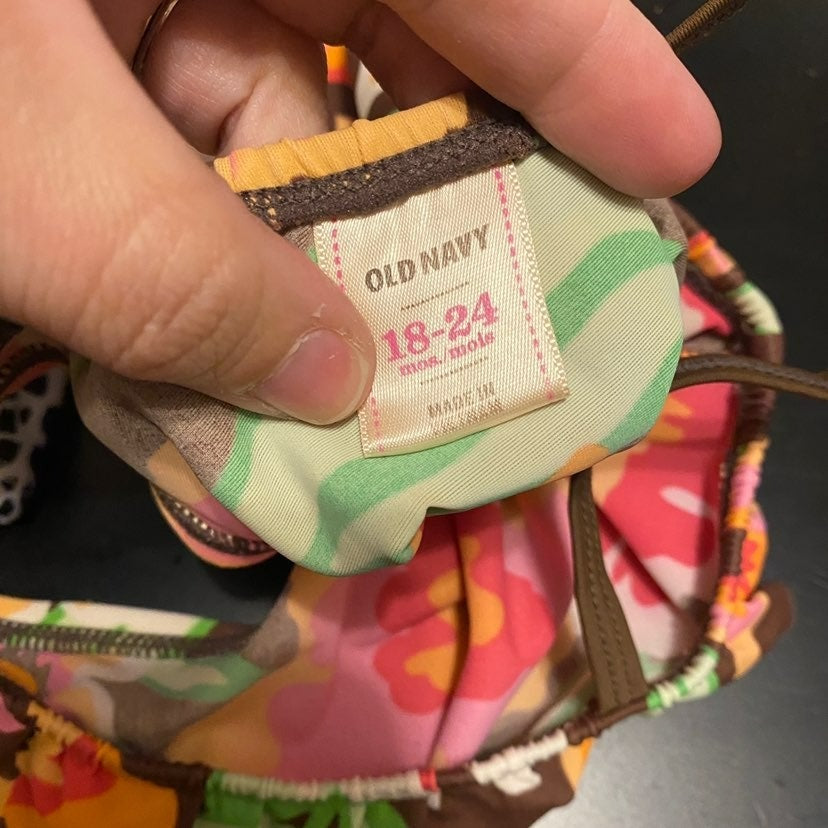 OLD NAVY
18-24
mos. mois
MADE IN